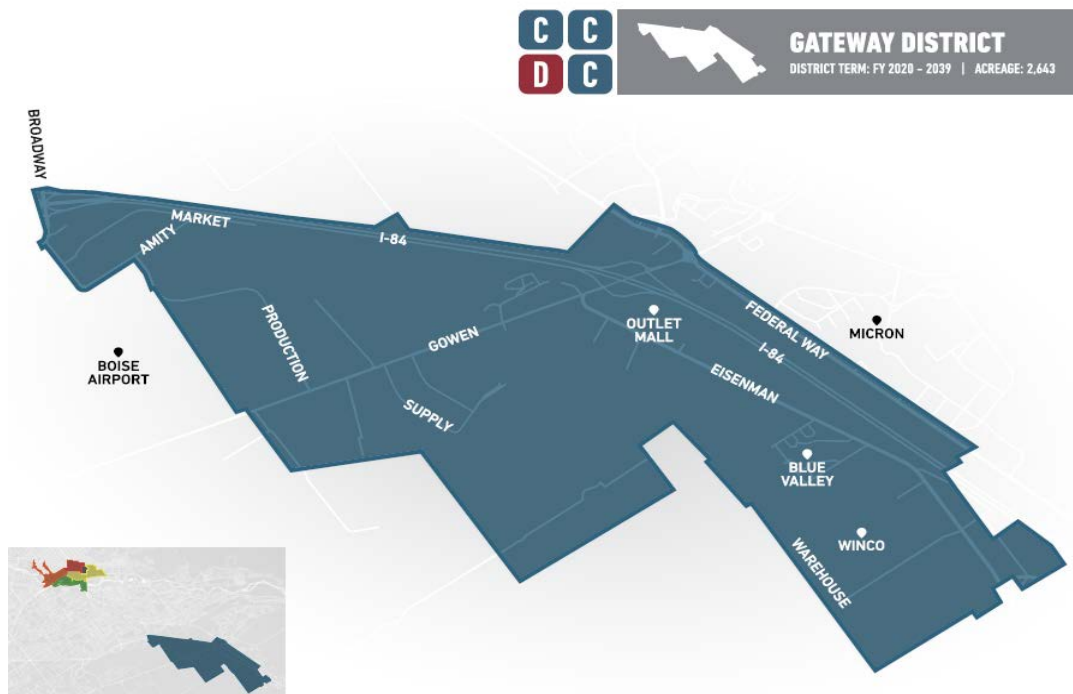 C C
D C
GATEWAY DISTRICT
DISTRICT TERM: FY 2020 - 2039 | ACREAGE: 2,643
BROADWAY
MARKET
AMITY
I-84
PRODUCTION
GOWEN
SUPPLY
BOISE
AIRPORT
OUTLET
MALL
FEDERAL WAY
I-84
MICRON
EISENMAN
BLUE
VALLEY
WINCO
WAREHOUSE